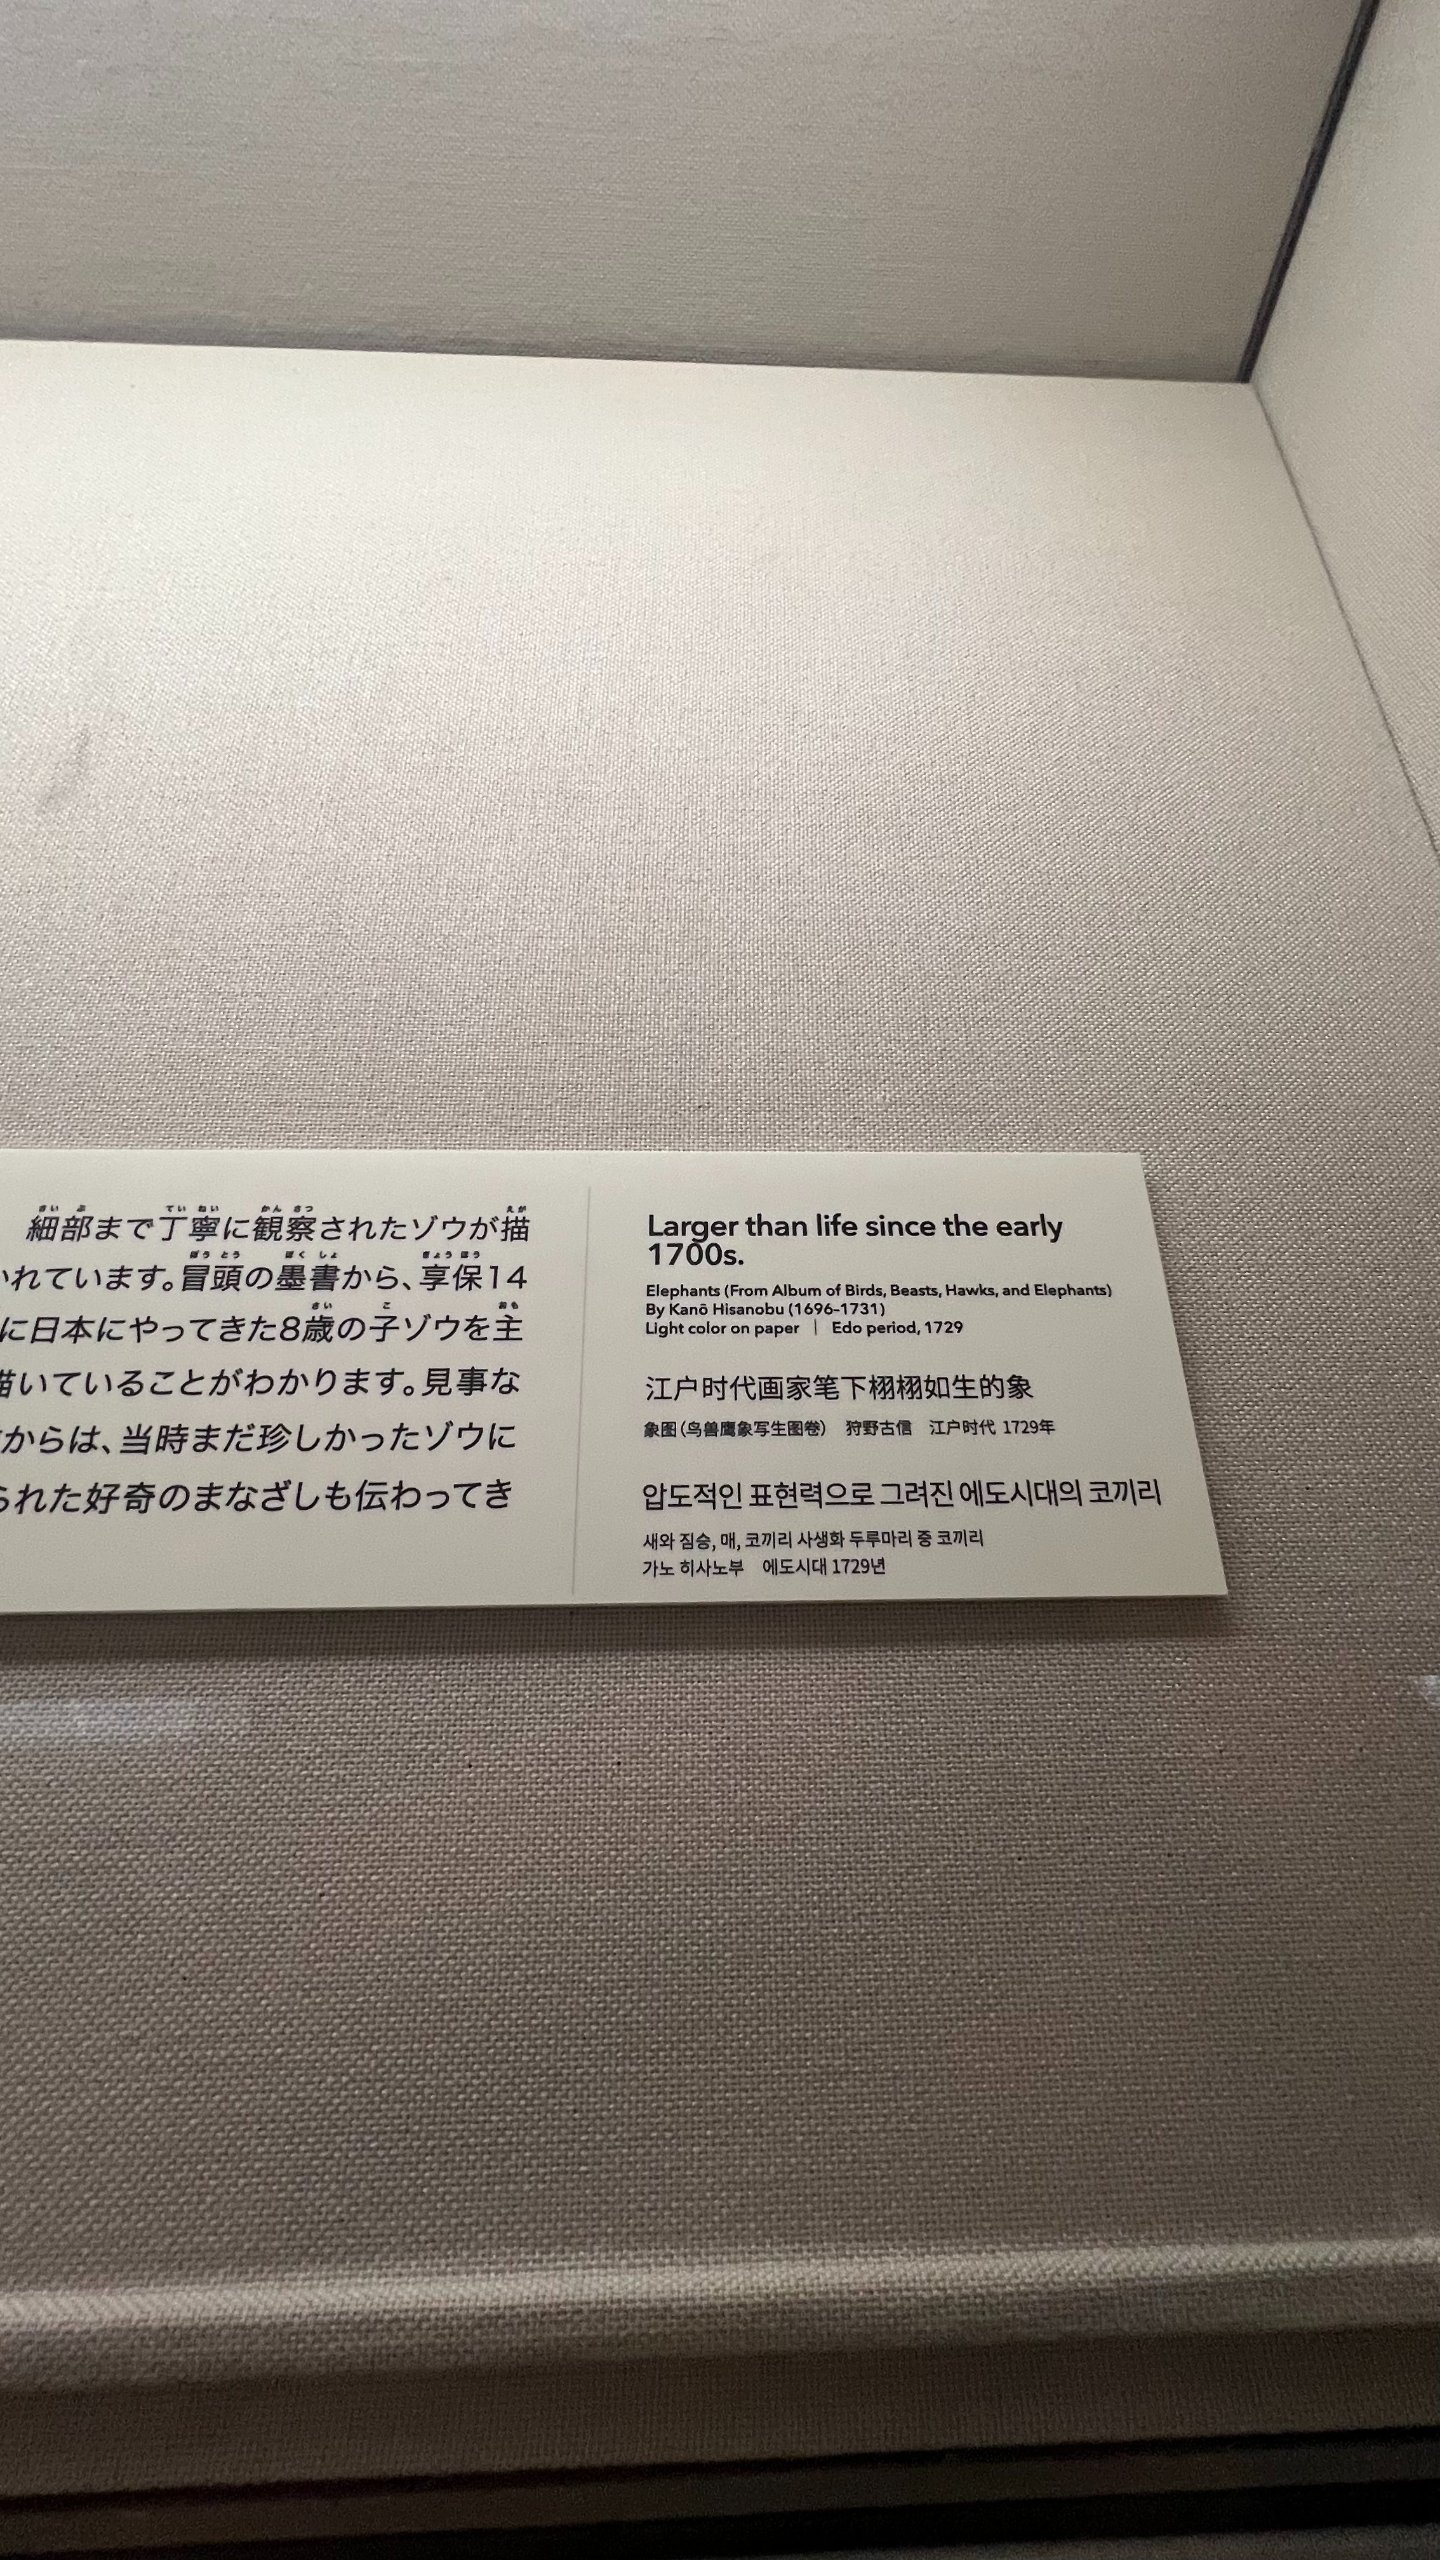 細部まで丁寧に観察されたゾウが描
かれています。冒頭の墨書から、享保14
に日本にやってきた8歳の子ゾウを主
描いていることがわかります。見事な
からは、当時まだ珍しかったゾウに
られた好奇のまなざしも伝わってき
Larger than life since the early
1700s.
Elephants (From Album of Birds, Beasts, Hawks, and Elephants)
By Kanō Hisanobu (1696–1731)
Light color on paper | Edo period, 1729
江户时代画家笔下栩栩如生的象
象图（鸟兽鹰象写生图卷） 狩野古信 江户时代 1729年
압도적인 표현력으로 그려진 에도시대의 코끼리
새와 짐승, 매, 코끼리 사생화 두루마리 중 코끼리
가노 히사노부 에도시대 1729년